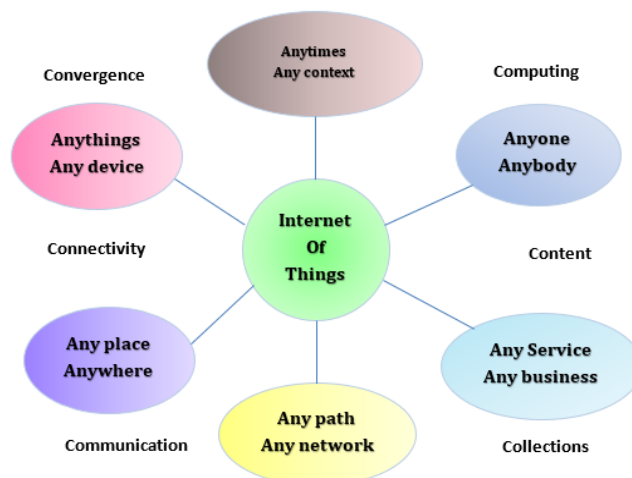 Anytimes
Any context
Convergence
Computing
Anythings
Any device
Anyone
Anybody
Internet
Of
Things
Connectivity
Content
Any place
Anywhere
Any Service
Any business
Any path
Any network
Communication
Collections